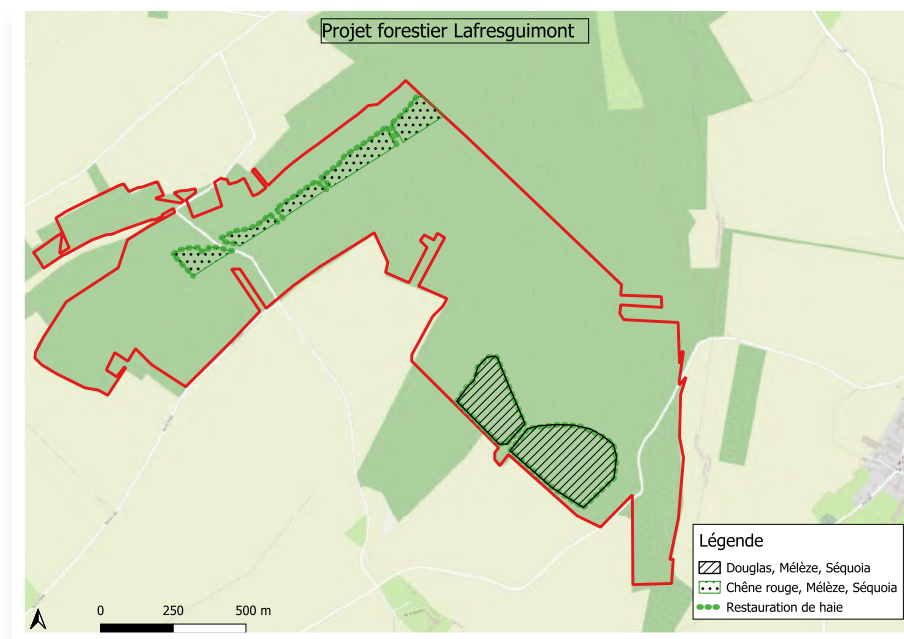 Projet forestier Lafresguimont
Légende
Douglas, Mélèze, Séquoia
Chêne rouge, Mélèze, Séquoia
Restauration de haie
0 250 500 m